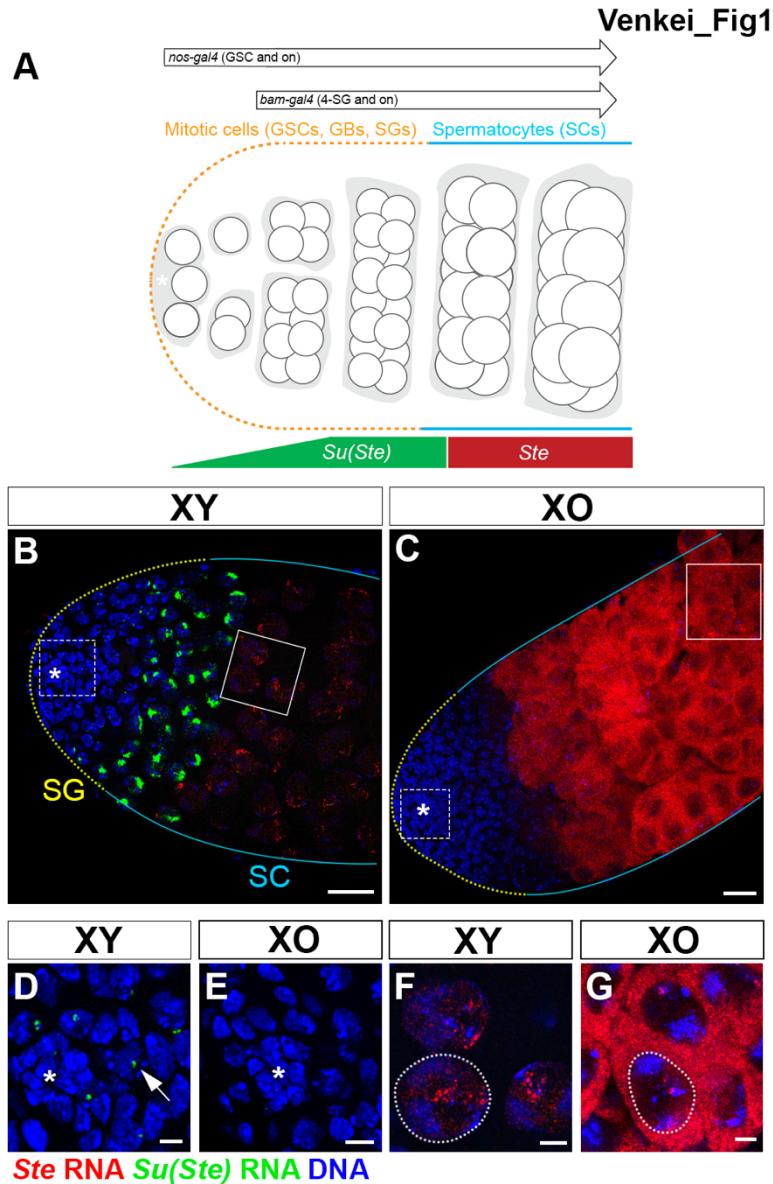 Venkei_Fig1
A
nos-gal4 (GSC and on)
bam-gal4 (4-SG and on)
Mitotic cells (GSCs, GBs, SGs) Spermatocytes (SCs)
*
Su(Ste) Ste
XY XO
B C
* *
SG
SC
XY XO XY XO
D E F G
* *
Ste RNA Su(Ste) RNA DNA